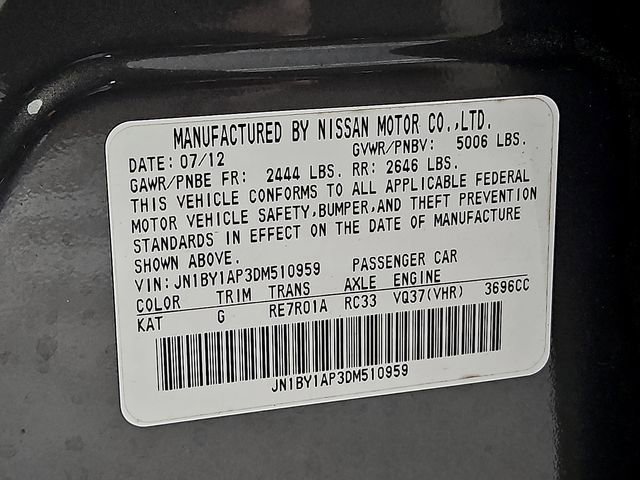 MANUFACTURED BY NISSAN MOTOR CO.,LTD.
DATE: 07/12 GVWR/PNBV: 5006 LBS.
GAWR/PNBE FR: 2444 LBS. RR: 2646 LBS.
THIS VEHICLE CONFORMS TO ALL APPLICABLE FEDERAL
MOTOR VEHICLE SAFETY,BUMPER,AND THEFT PREVENTION
STANDARDS IN EFFECT ON THE DATE OF MANUFACTURE
SHOWN ABOVE.
VIN: JN1BY1AP3DM510959 PASSENGER CAR
COLOR TRIM TRANS AXLE ENGINE
KAT G RE7R01A RC33 VQ37(VHR) 3696CC
JN1BY1AP3DM510959